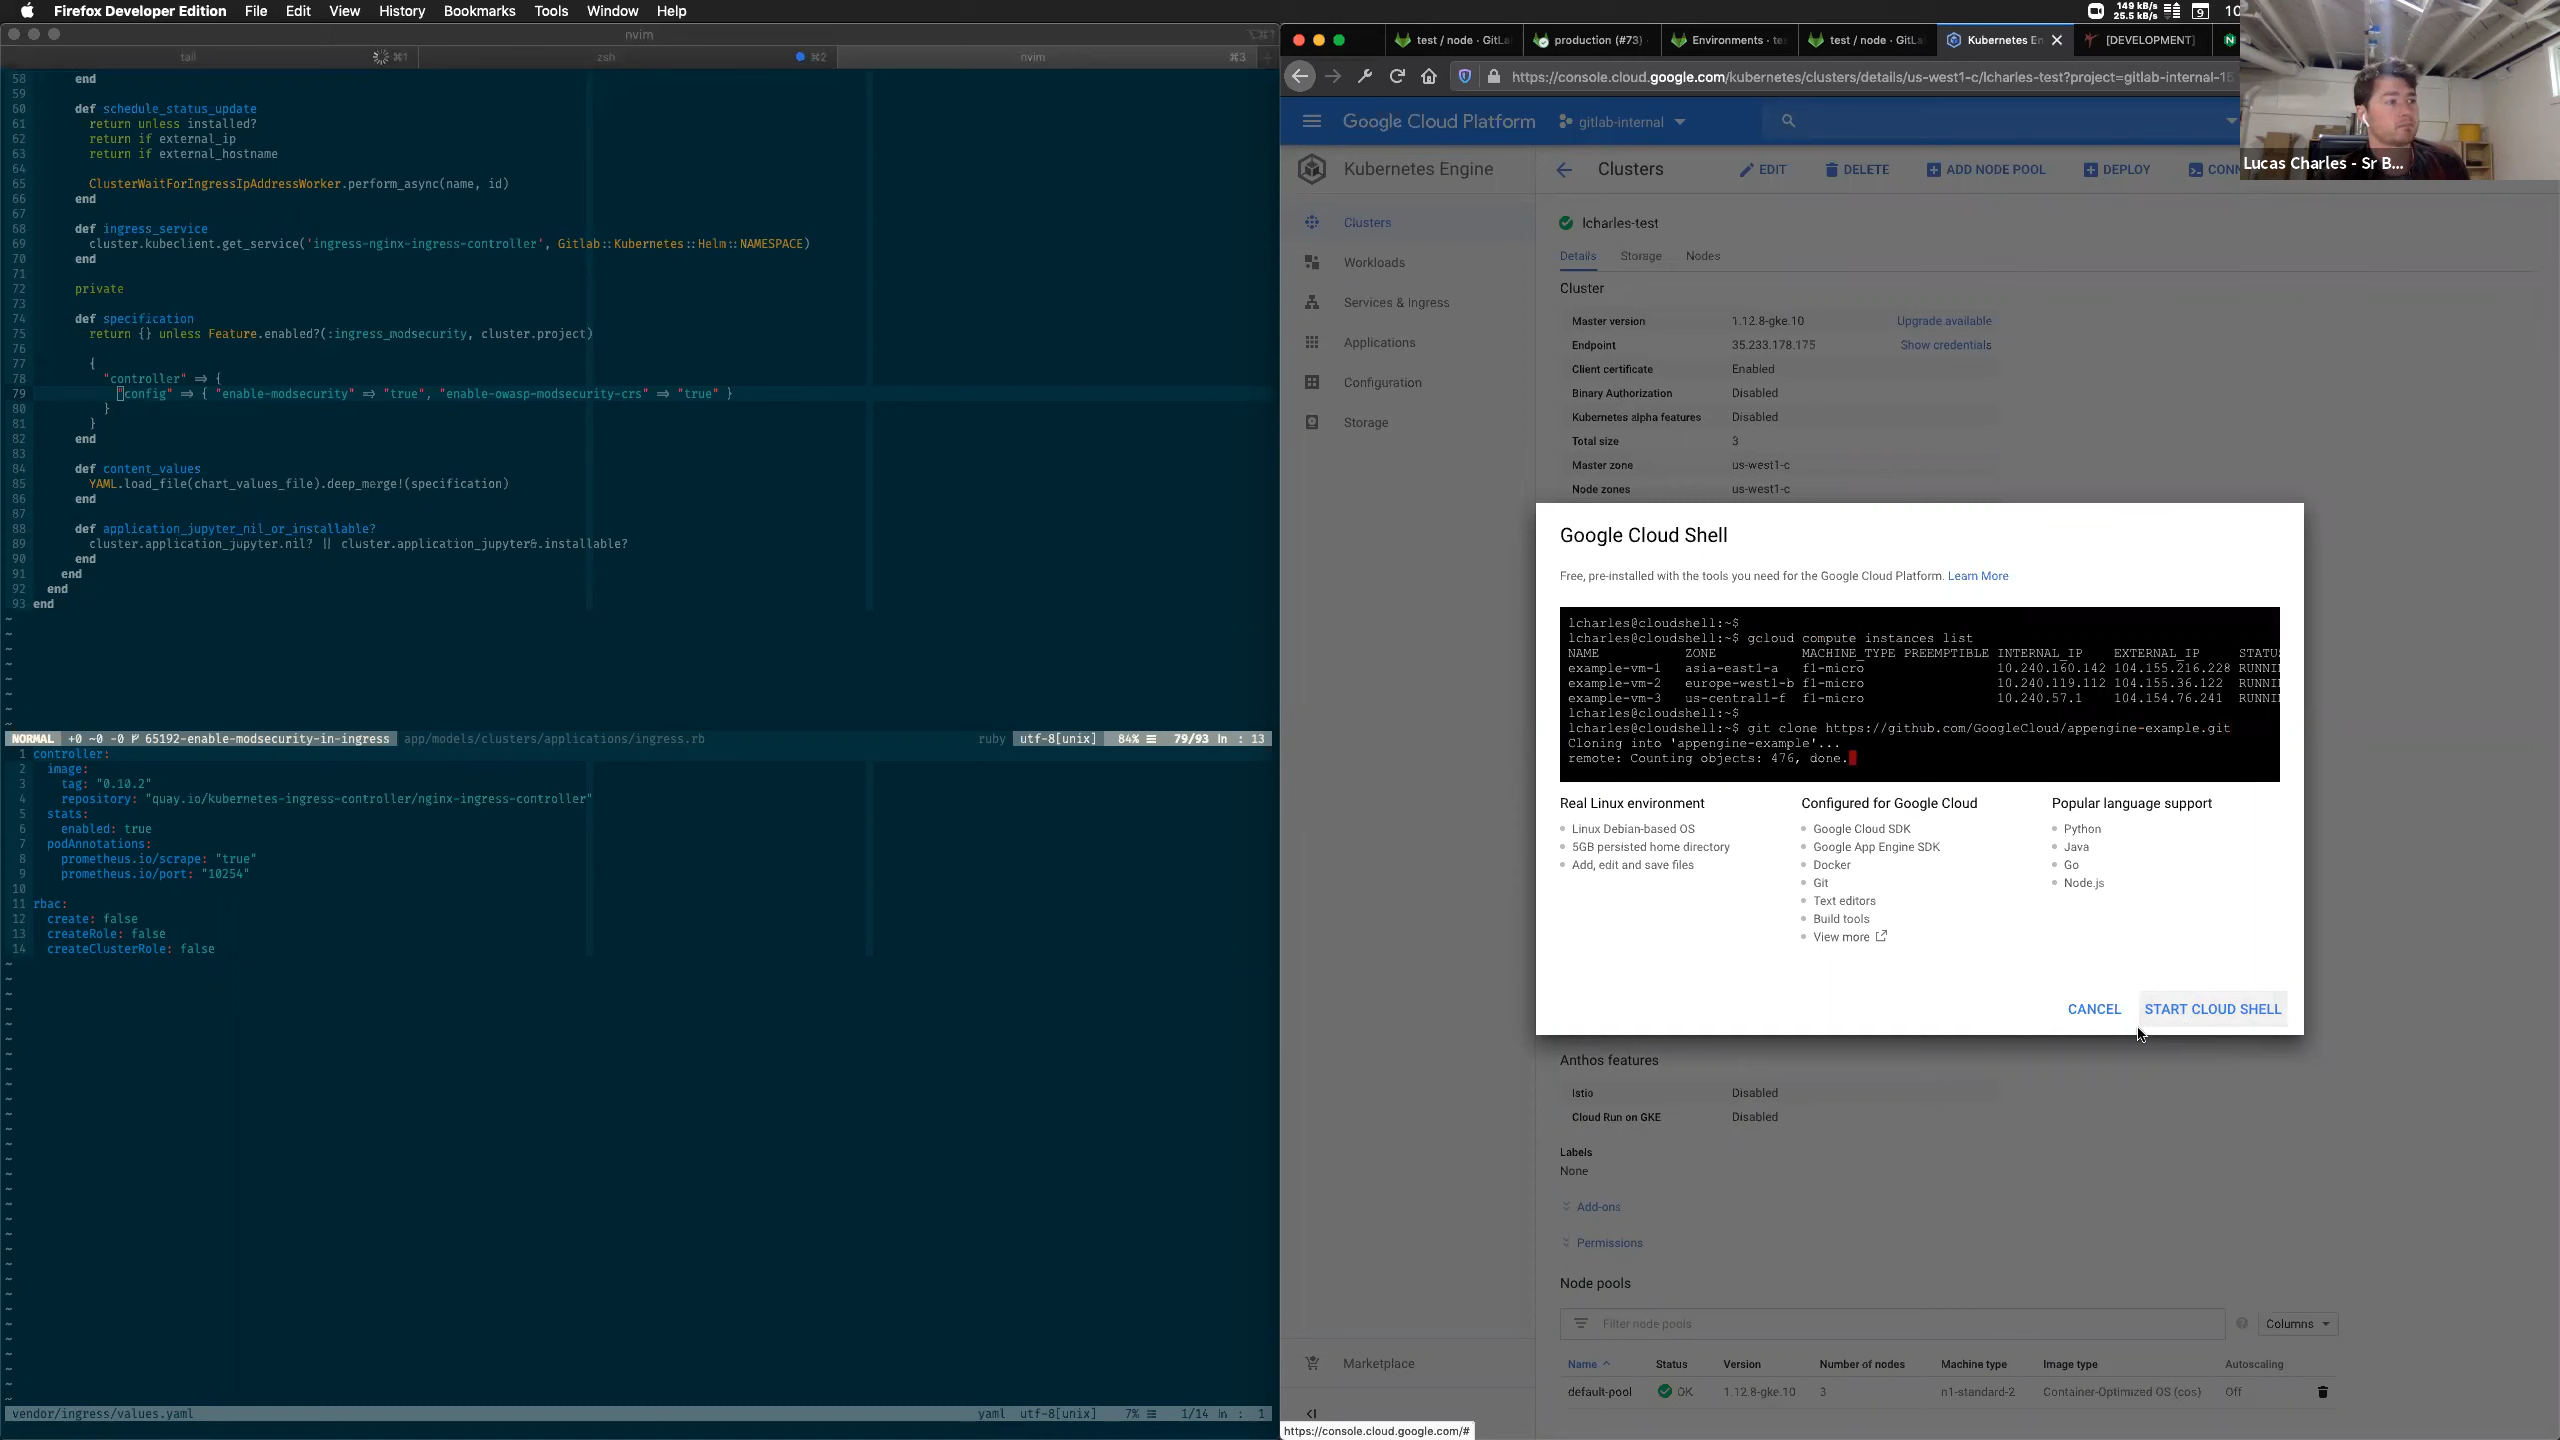 Firefox Developer Edition File Edit View History Bookmarks Tools Window Help
149 kB/s
25.5 kB/s
9
10
nvim
⌥⌘1
tail ⌘1 zsh ⌘2 nvim ⌘3
58 end
59
60 def schedule_status_update
61 return unless installed?
62 return if external_ip
63 return if external_hostname
64
65 ClusterWaitForIngressIpAddressWorker.perform_async(name, id)
66 end
67
68 def ingress_service
69 cluster.kubeclient.get_service('ingress-nginx-ingress-controller', Gitlab::Kubernetes::Helm::NAMESPACE)
70 end
71
72 private
73
74 def specification
75 return {} unless Feature.enabled?(:ingress_modsecurity, cluster.project)
76
77 {
78 "controller" => {
79 "config" => { "enable-modsecurity" => "true", "enable-owasp-modsecurity-crs" => "true" }
80 }
81 }
82 end
83
84 def content_values
85 YAML.load_file(chart_values_file).deep_merge!(specification)
86 end
87
88 def application_jupyter_nil_or_installable?
89 cluster.application_jupyter.nil? || cluster.application_jupyter&.installable?
90 end
91 end
92 end
93 end
NORMAL +0 ~0 -0 65192-enable-modsecurity-in-ingress app/models/clusters/applications/ingress.rb ruby utf-8[unix] 84% 79/93 ln : 13
1 controller:
2 image:
3 tag: "0.10.2"
4 repository: "quay.io/kubernetes-ingress-controller/nginx-ingress-controller"
5 stats:
6 enabled: true
7 podAnnotations:
8 prometheus.io/scrape: "true"
9 prometheus.io/port: "10254"
10
11 rbac:
12 create: false
13 createRole: false
14 createClusterRole: false
vendor/ingress/values.yaml yaml utf-8[unix] 7% 1/14 ln : 1
test / node · GitLa production (#73) Environments · te test / node · GitLa Kubernetes En [DEVELOPMENT] N
https://console.cloud.google.com/kubernetes/clusters/details/us-west1-c/lcharles-test?project=gitlab-internal-15
Google Cloud Platform gitlab-internal
Lucas Charles - Sr B...
Kubernetes Engine
Clusters
Workloads
Services & Ingress
Applications
Configuration
Storage
Marketplace
Clusters EDIT DELETE ADD NODE POOL DEPLOY CONN
lcharles-test
Details Storage Nodes
Cluster
Master version 1.12.8-gke.10 Upgrade available
Endpoint 35.233.178.175 Show credentials
Client certificate Enabled
Binary Authorization Disabled
Kubernetes alpha features Disabled
Total size 3
Master zone us-west1-c
Node zones us-west1-c
Google Cloud Shell
Free, pre-installed with the tools you need for the Google Cloud Platform. Learn More
lcharles@cloudshell:~$
lcharles@cloudshell:~$ gcloud compute instances list
NAME ZONE MACHINE_TYPE PREEMPTIBLE INTERNAL_IP EXTERNAL_IP STATU
example-vm-1 asia-east1-a f1-micro 10.240.160.142 104.155.216.228 RUNNI
example-vm-2 europe-west1-b f1-micro 10.240.119.112 104.155.36.122 RUNNI
example-vm-3 us-central1-f f1-micro 10.240.57.1 104.154.76.241 RUNNI
lcharles@cloudshell:~$
lcharles@cloudshell:~$ git clone https://github.com/GoogleCloud/appengine-example.git
Cloning into 'appengine-example'...
remote: Counting objects: 476, done.
Real Linux environment
Linux Debian-based OS
5GB persisted home directory
Add, edit and save files
Configured for Google Cloud
Google Cloud SDK
Google App Engine SDK
Docker
Git
Text editors
Build tools
View more
Popular language support
Python
Java
Go
Node.js
CANCEL START CLOUD SHELL
Anthos features
Istio Disabled
Cloud Run on GKE Disabled
Labels
None
Add-ons
Permissions
Node pools
Filter node pools Columns
Name Status Version Number of nodes Machine type Image type Autoscaling
default-pool OK 1.12.8-gke.10 3 n1-standard-2 Container-Optimized OS (cos) Off
https://console.cloud.google.com/#